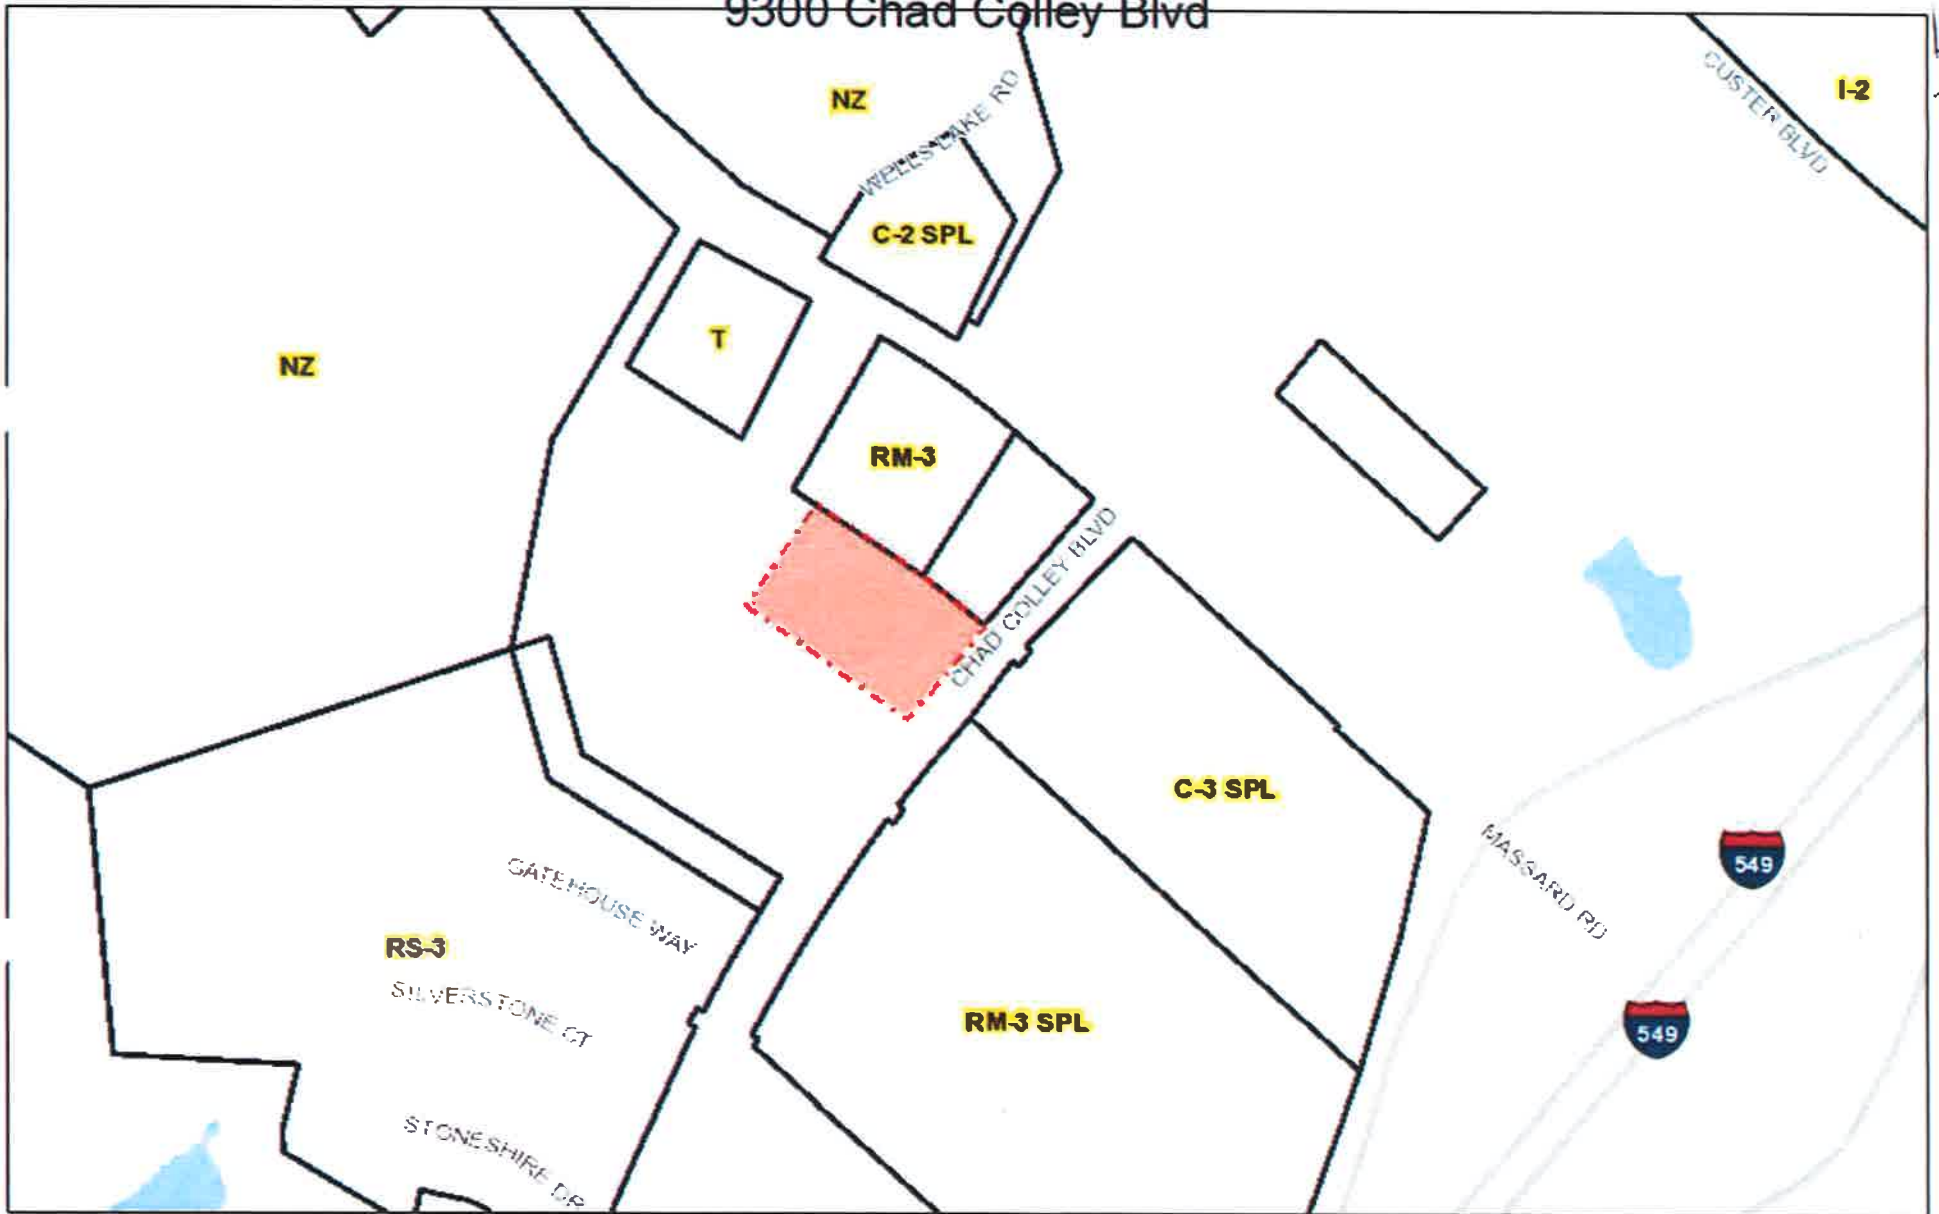 9300 Chad Colley Blvd
NZ
WELLS LAKE RD
CUSTER BLVD
I-2
C-2 SPL
T
NZ
RM-3
CHAD COLLEY BLVD
C-3 SPL
MASSARD RD
549
GATEHOUSE WAY
RS-3
SILVERSTONE CT
RM-3 SPL
549
STONESHIRE DR